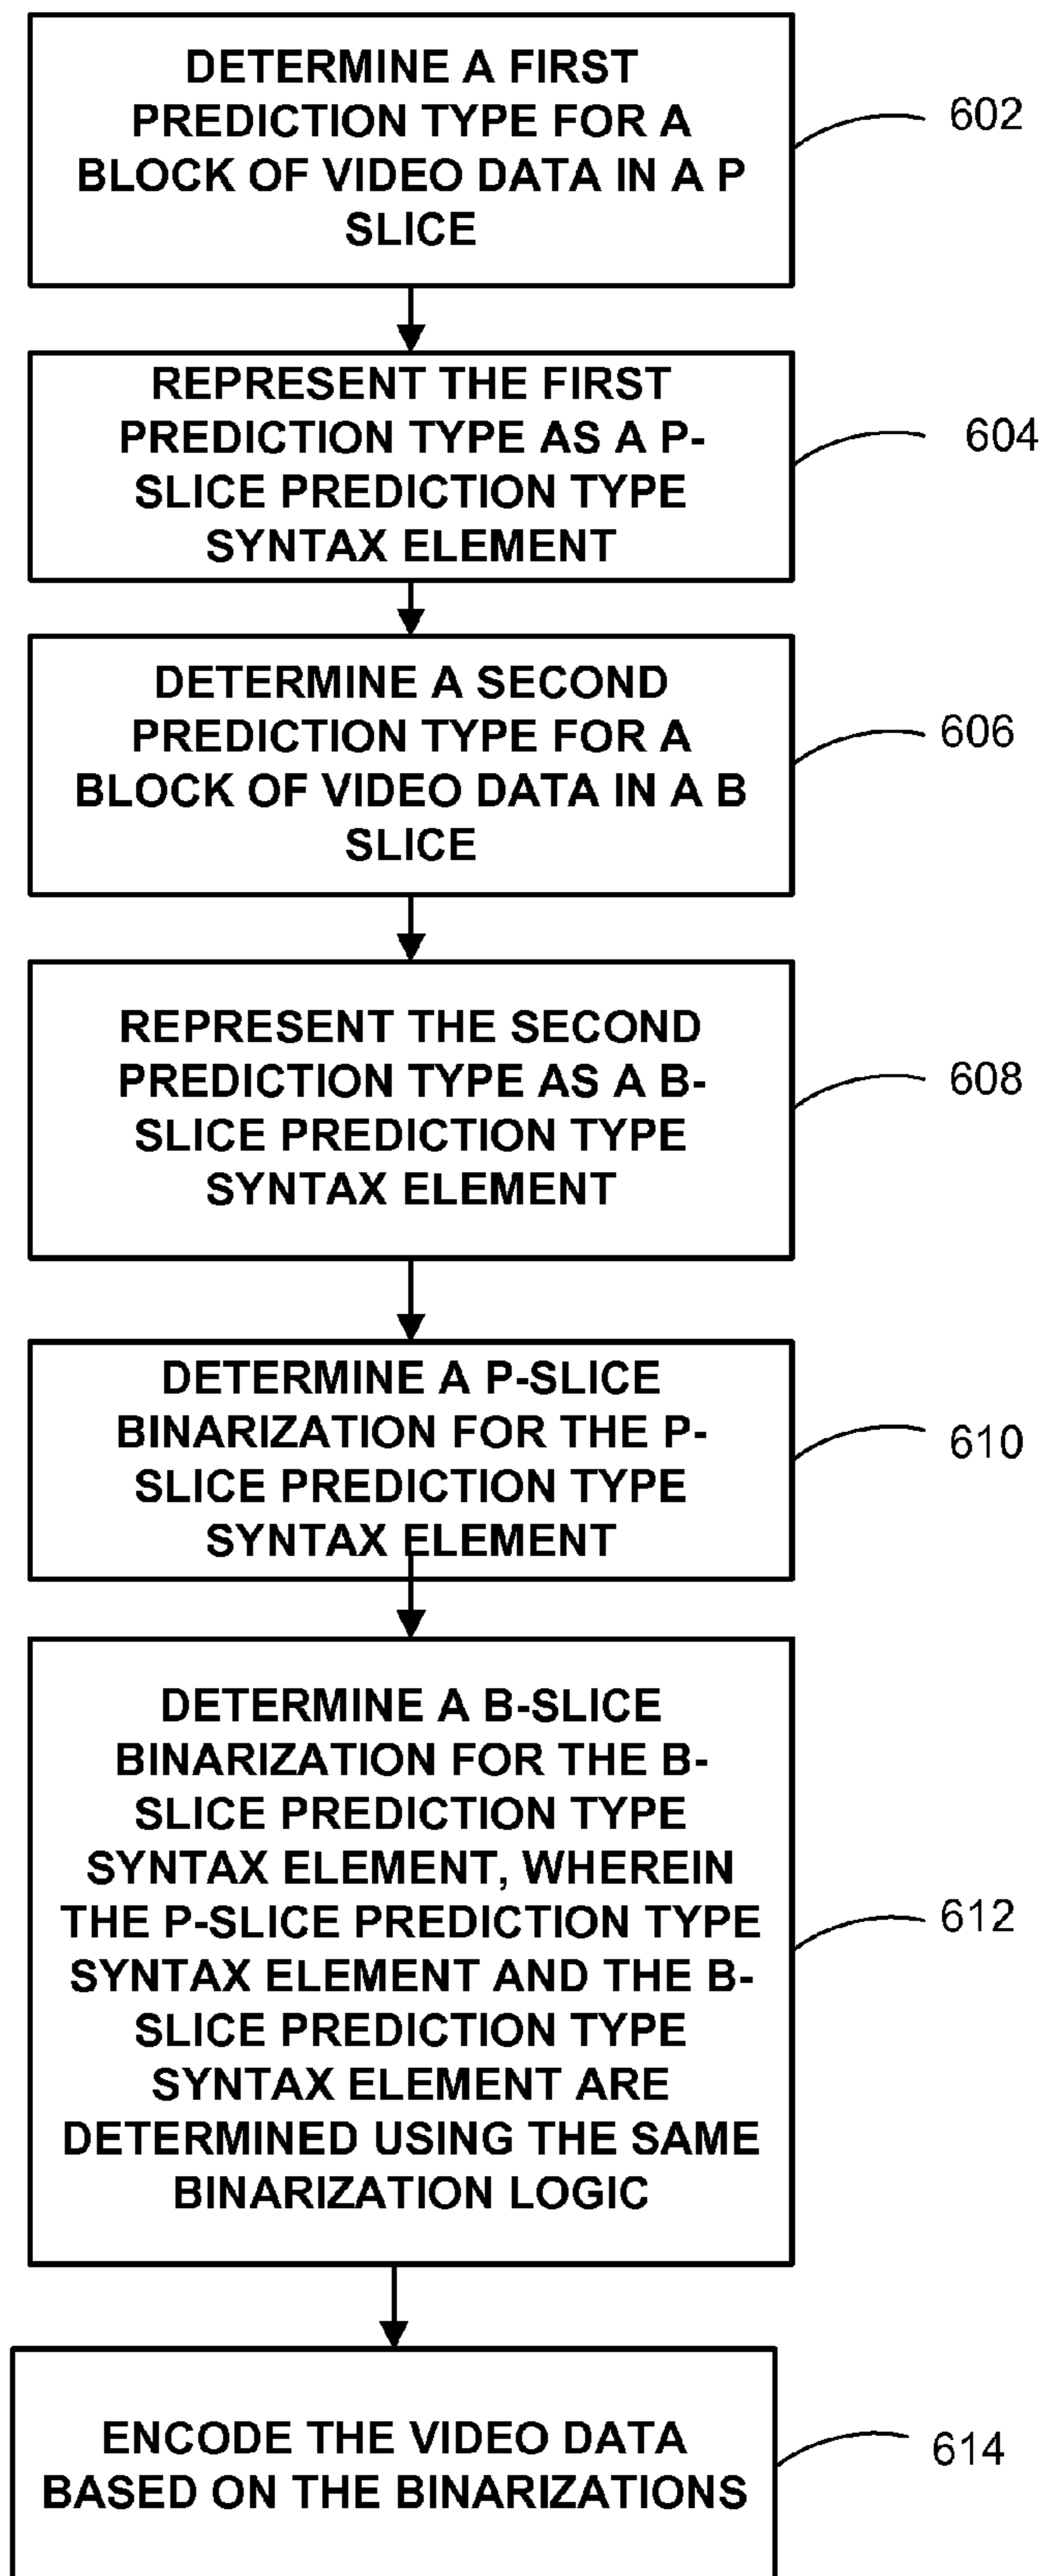 DETERMINE A FIRST
PREDICTION TYPE FOR A
BLOCK OF VIDEO DATA IN A P
SLICE
602
REPRESENT THE FIRST
PREDICTION TYPE AS A P-
SLICE PREDICTION TYPE
SYNTAX ELEMENT
604
DETERMINE A SECOND
PREDICTION TYPE FOR A
BLOCK OF VIDEO DATA IN A B
SLICE
606
REPRESENT THE SECOND
PREDICTION TYPE AS A B-
SLICE PREDICTION TYPE
SYNTAX ELEMENT
608
DETERMINE A P-SLICE
BINARIZATION FOR THE P-
SLICE PREDICTION TYPE
SYNTAX ELEMENT
610
DETERMINE A B-SLICE
BINARIZATION FOR THE B-
SLICE PREDICTION TYPE
SYNTAX ELEMENT, WHEREIN
THE P-SLICE PREDICTION TYPE
SYNTAX ELEMENT AND THE B-
SLICE PREDICTION TYPE
SYNTAX ELEMENT ARE
DETERMINED USING THE SAME
BINARIZATION LOGIC
612
ENCODE THE VIDEO DATA
BASED ON THE BINARIZATIONS
614